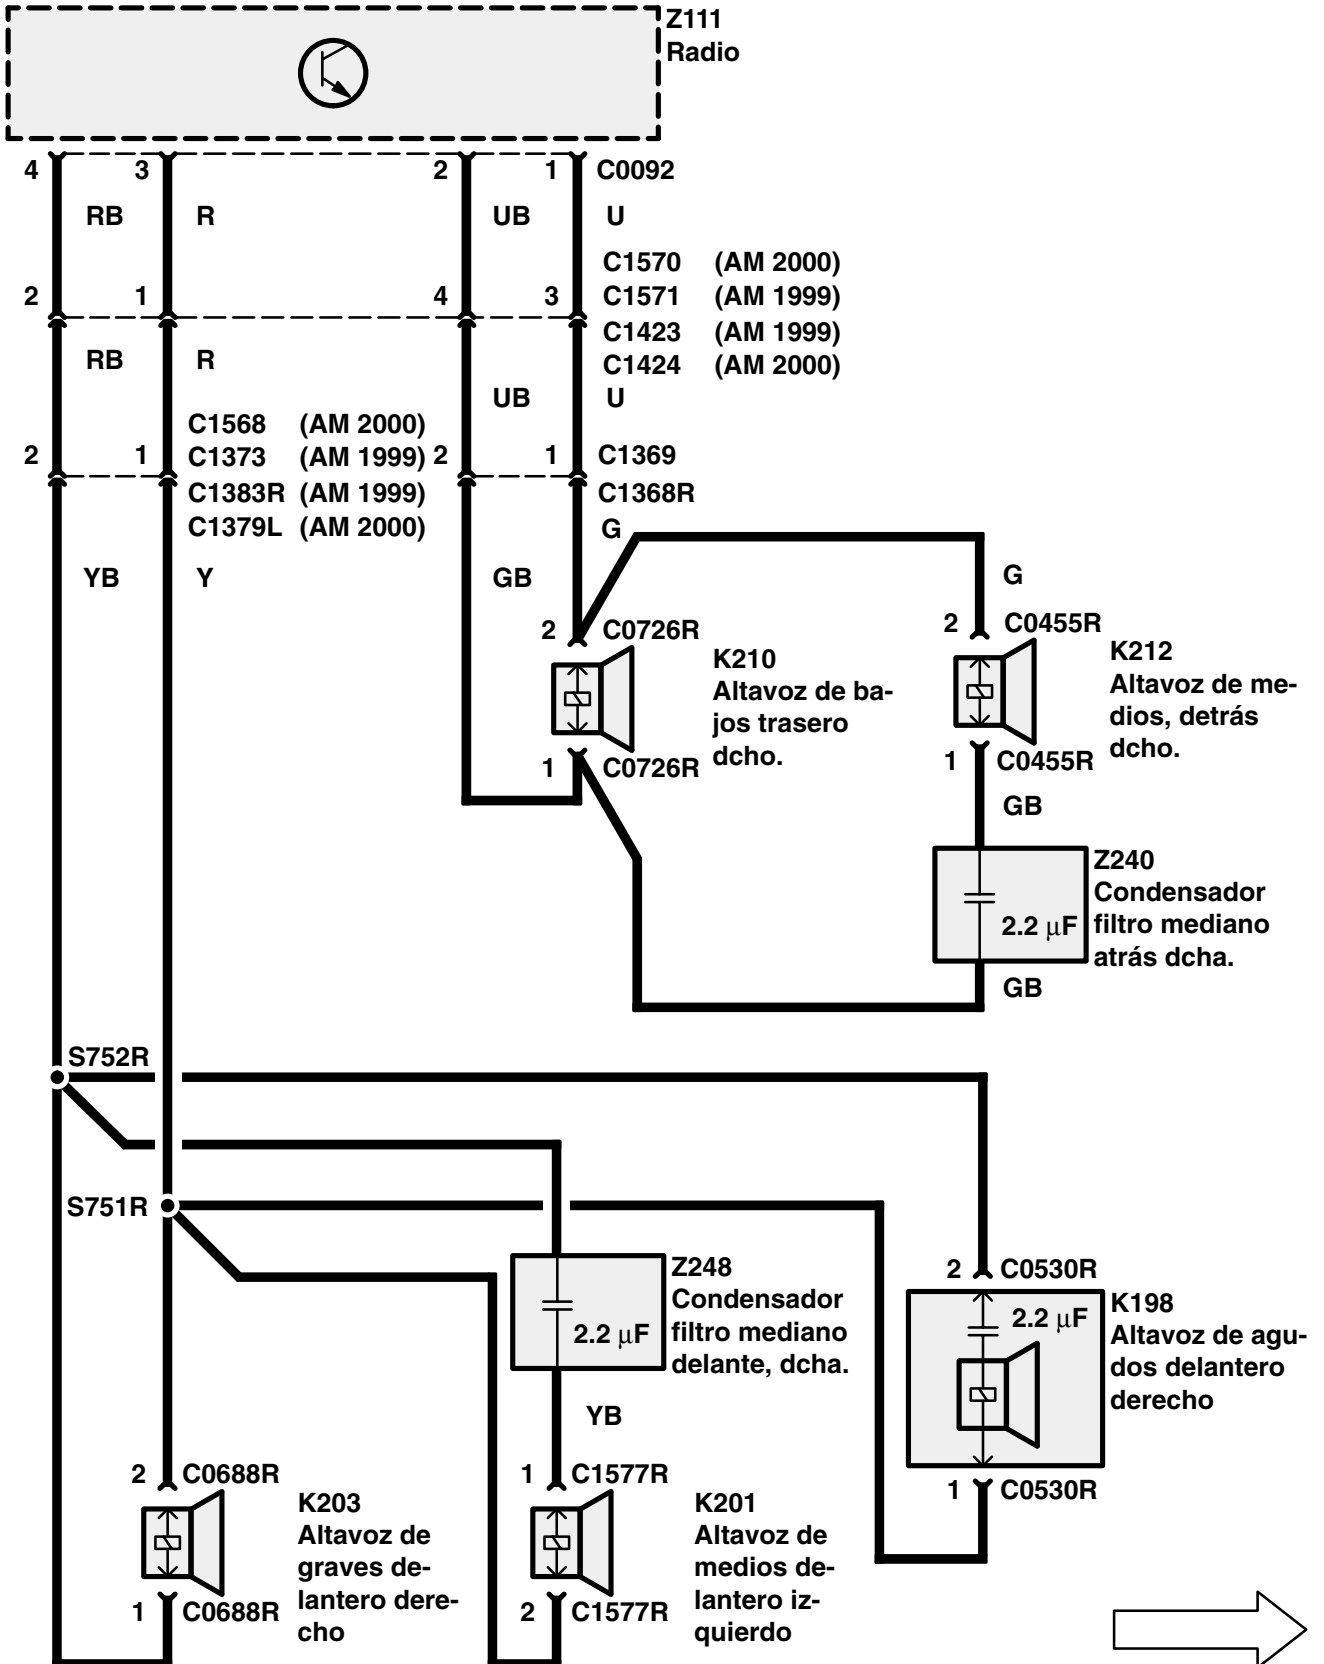 Z111
Radio
4 3 2 1 C0092
RB R UB U
C1570 (AM 2000)
2 1 4 3 C1571 (AM 1999)
C1423 (AM 1999)
RB R C1424 (AM 2000)
UB U
C1568 (AM 2000)
2 1 C1373 (AM 1999) 2 1 C1369
C1383R (AM 1999) C1368R
C1379L (AM 2000) G
YB Y GB G
2 C0726R 2 C0455R
K210
Altavoz de ba-
jos trasero
dcho.
K212
Altavoz de me-
dios, detrás
dcho.
1 C0726R 1 C0455R
GB
Z240
Condensador
filtro mediano
atrás dcha.
2.2 μF
GB
S752R
S751R
Z248
Condensador
filtro mediano
delante, dcha.
2.2 μF
2 C0530R
K198
Altavoz de agu-
dos delantero
derecho
2.2 μF
YB
2 C0688R 1 C1577R 1 C0530R
K203
Altavoz de
graves de-
lantero dere-
cho
K201
Altavoz de
medios de-
lantero iz-
quierdo
1 C0688R 2 C1577R